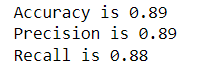 Accuracy is 0.89
Precision is 0.89
Recall is 0.88